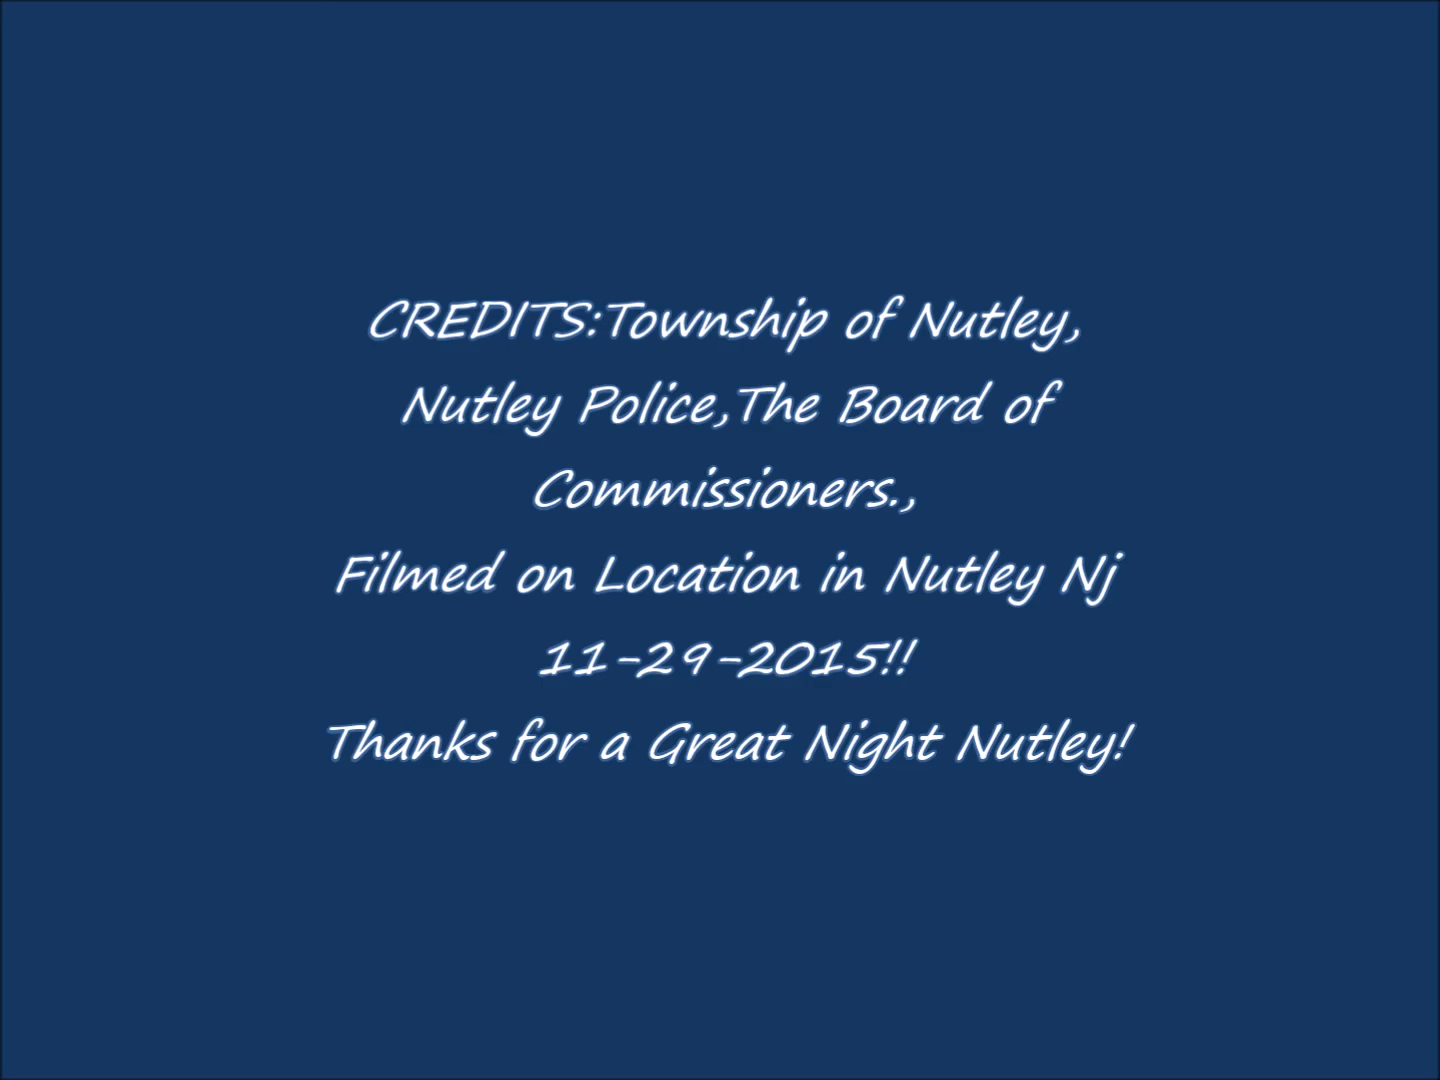 CREDITS:Township of Nutley,
Nutley Police,The Board of
Commissioners.,
Filmed on Location in Nutley Nj
11-29-2015!!
Thanks for a Great Night Nutley!